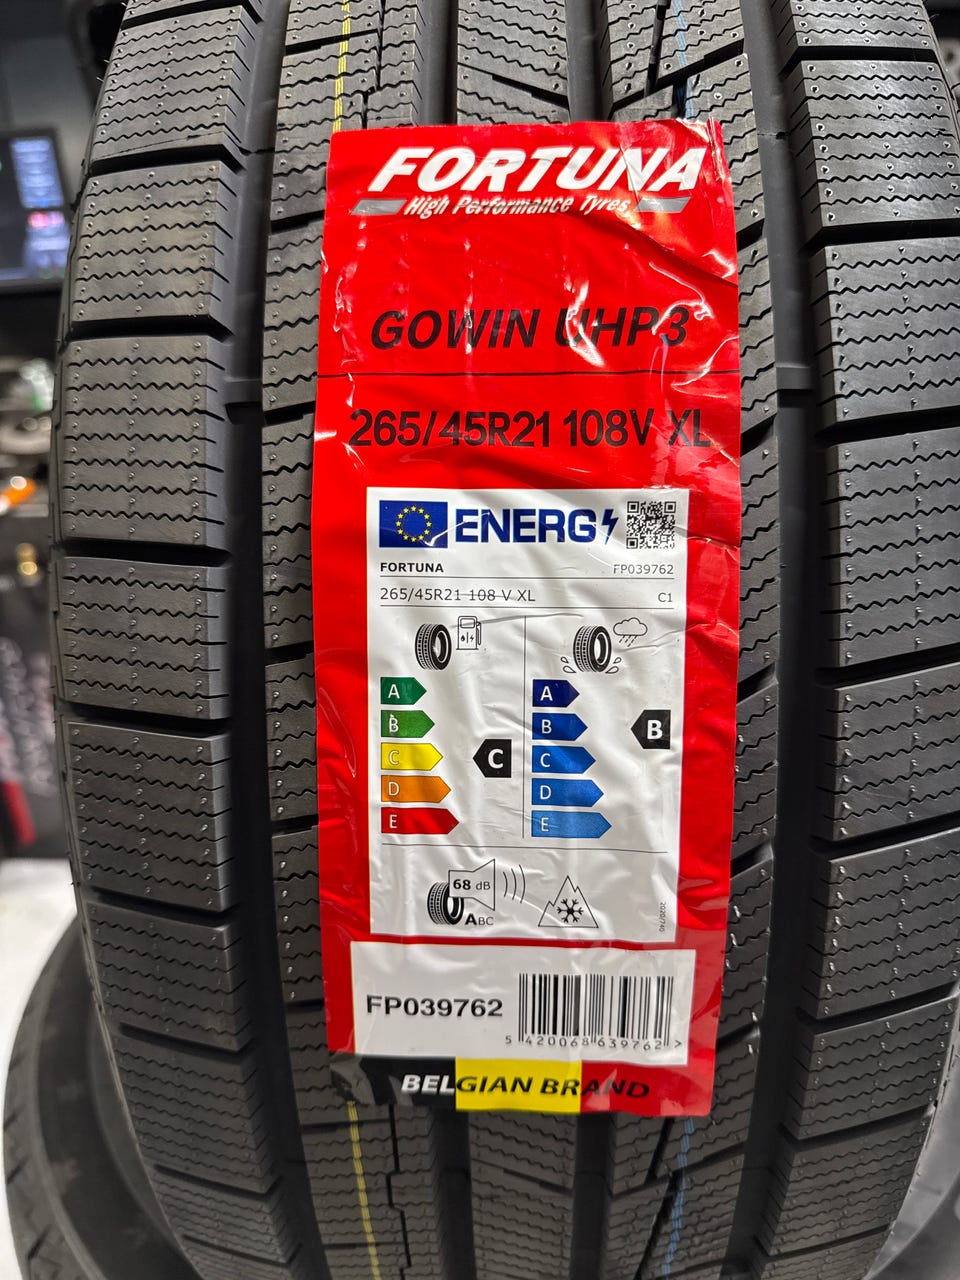 FORTUNA
High Performance Tyres
GOWIN UHP3
265/45R21 108V XL
ENERG
FORTUNA FP039762
265/45R21 108 V XL C1
A A
B B B
C C C
D D
E E
68 dB
ABC
2020/740
FP039762
5 420068 639762 >
BELGIAN BRAND